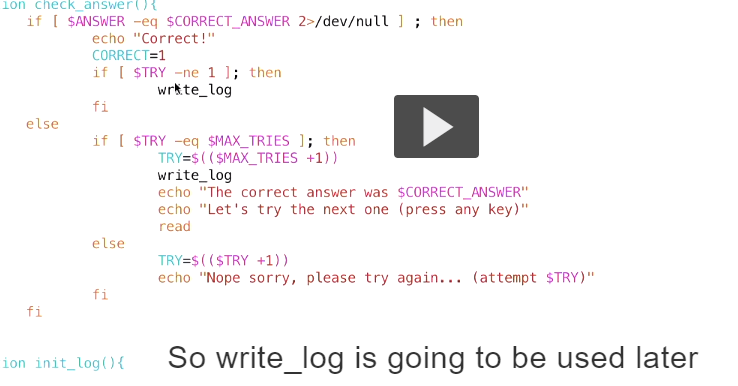 ion check_answer(){
if [ $ANSWER -eq $CORRECT_ANSWER 2>/dev/null ] ; then
echo "Correct!"
CORRECT=1
if [ $TRY -ne 1 ]; then
write_log
fi
else
if [ $TRY -eq $MAX_TRIES ]; then
TRY=$(($MAX_TRIES +1))
write_log
echo "The correct answer was $CORRECT_ANSWER"
echo "Let's try the next one (press any key)"
read
else
TRY=$(($TRY +1))
echo "Nope sorry, please try again... (attempt $TRY)"
fi
fi
ion init_log(){
So write_log is going to be used later